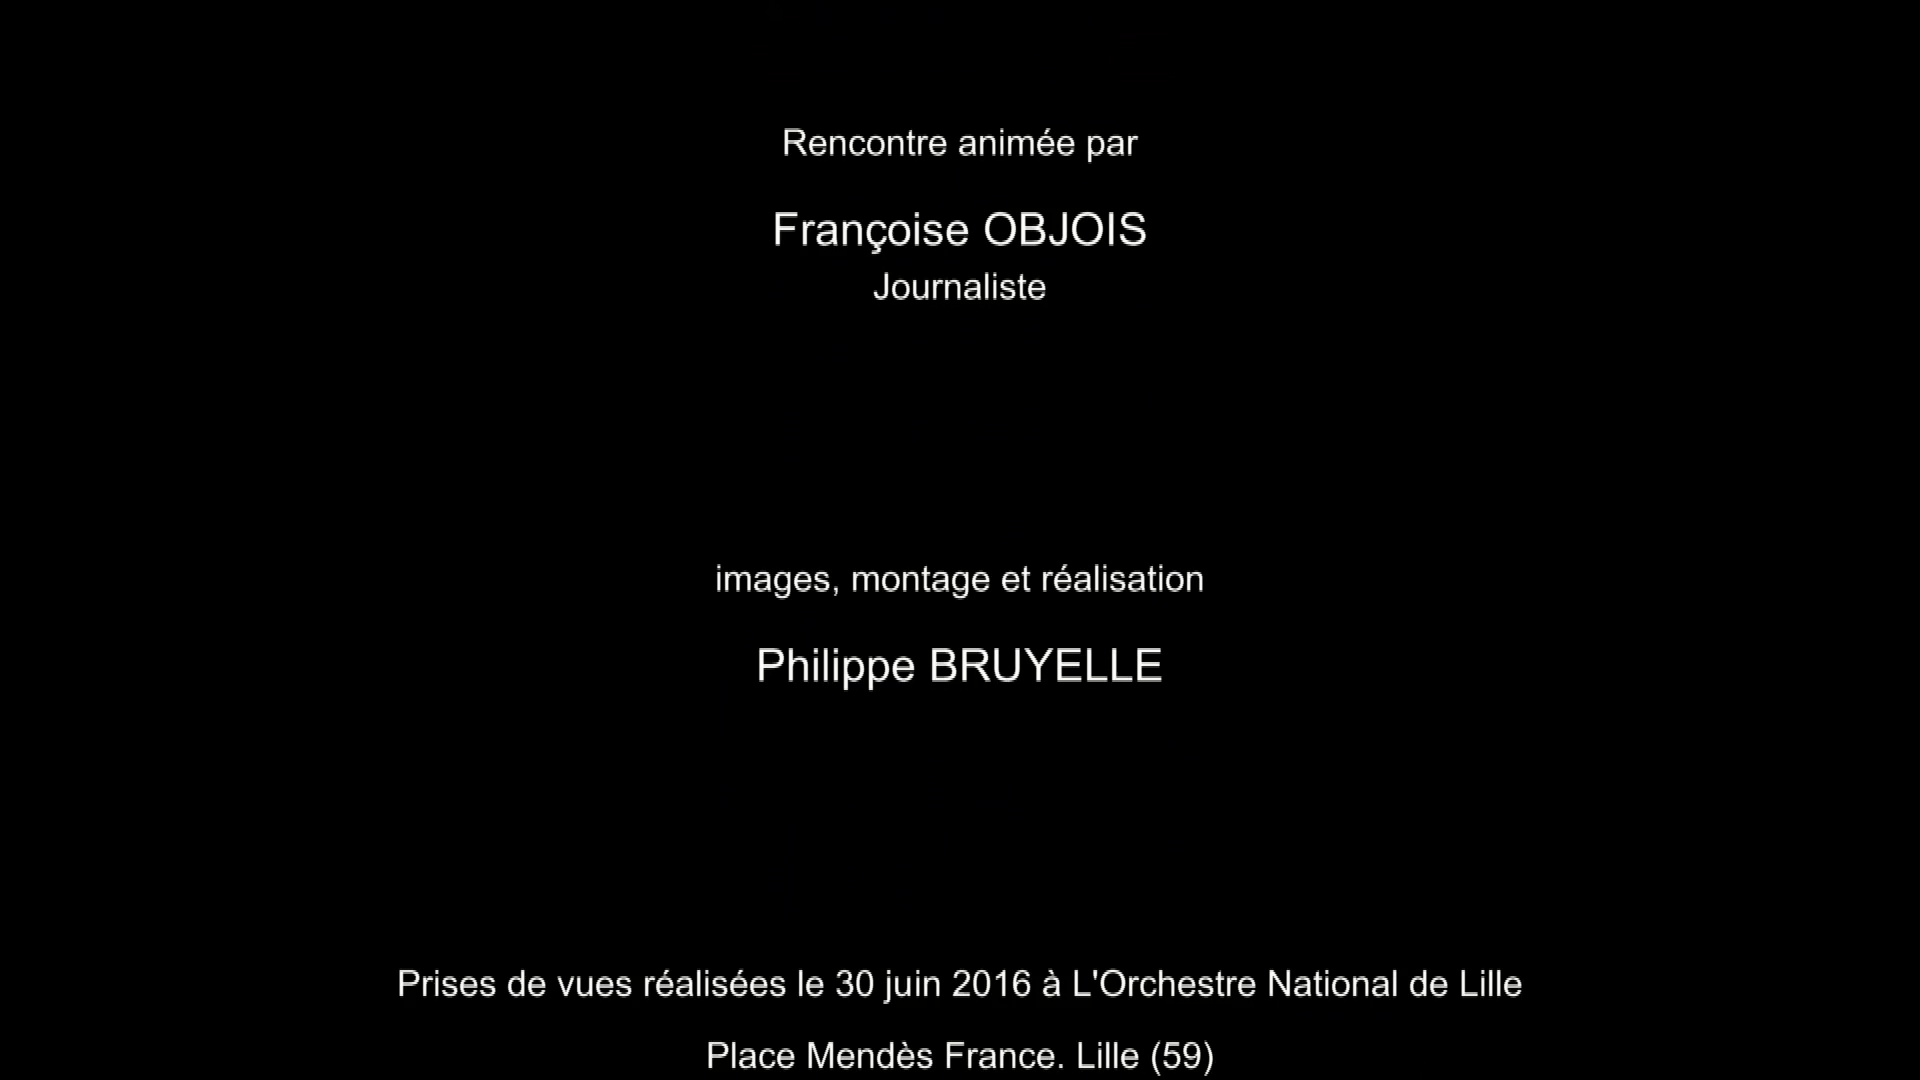 Rencontre animée par
Françoise OBJOIS
Journaliste
images, montage et réalisation
Philippe BRUYELLE
Prises de vues réalisées le 30 juin 2016 à L'Orchestre National de Lille
Place Mendès France. Lille (59)